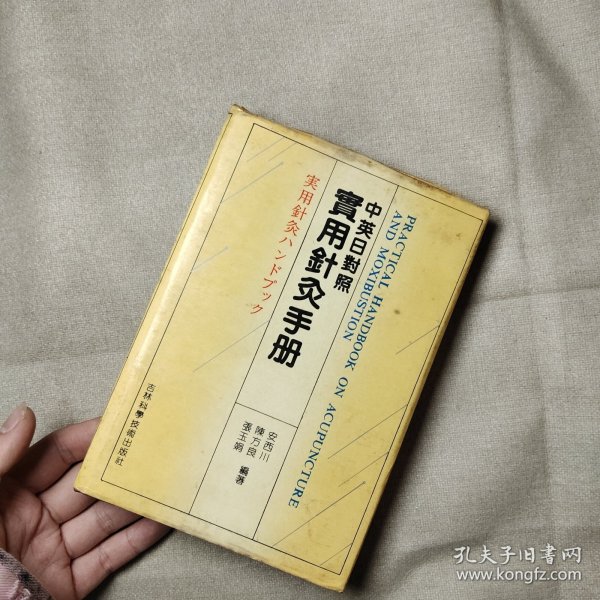 PRACTICAL HANDBOOK ON ACUPUNCTURE
AND MOXIBUSTION
中英日對照
實用針灸手册
実用針灸ハンドブック
安西川
陳方良
張玉嫻 編著
吉林科學技術出版社
孔夫子旧书网
www.kongfz.com